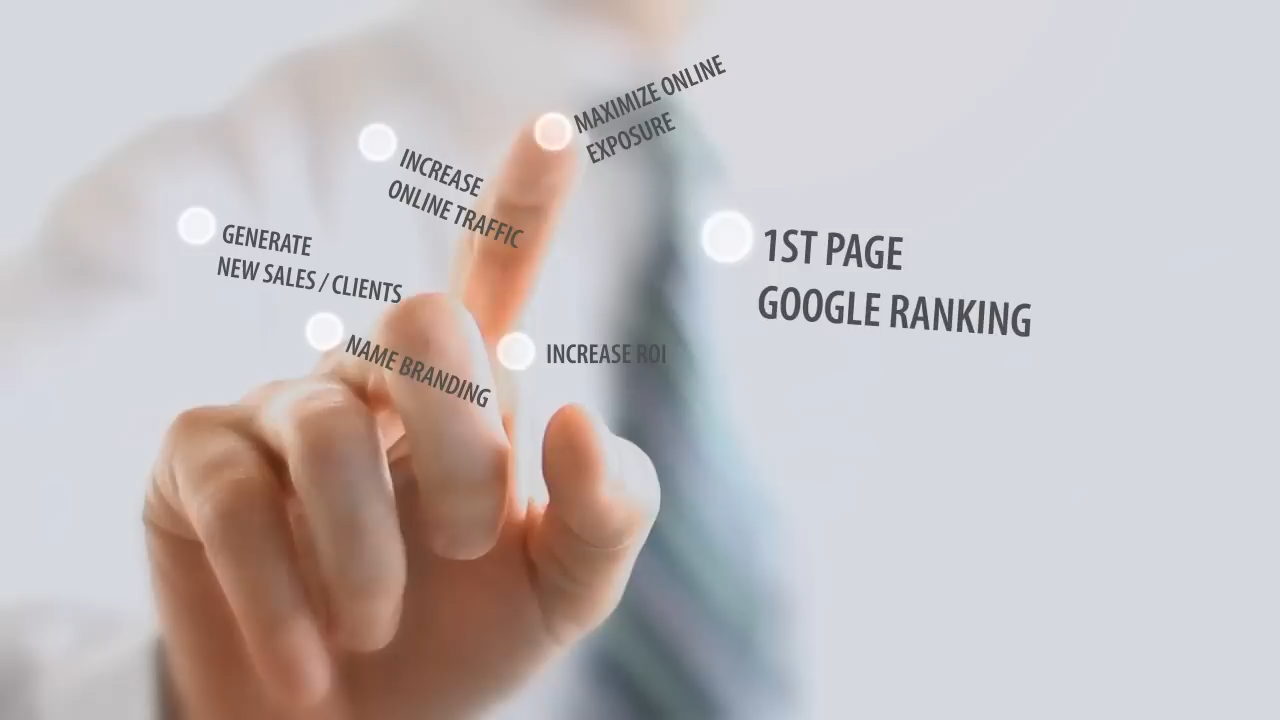 MAXIMIZE ONLINE
EXPOSURE
INCREASE
ONLINE TRAFFIC
GENERATE
NEW SALES / CLIENTS
1ST PAGE
GOOGLE RANKING
NAME BRANDING
INCREASE ROI